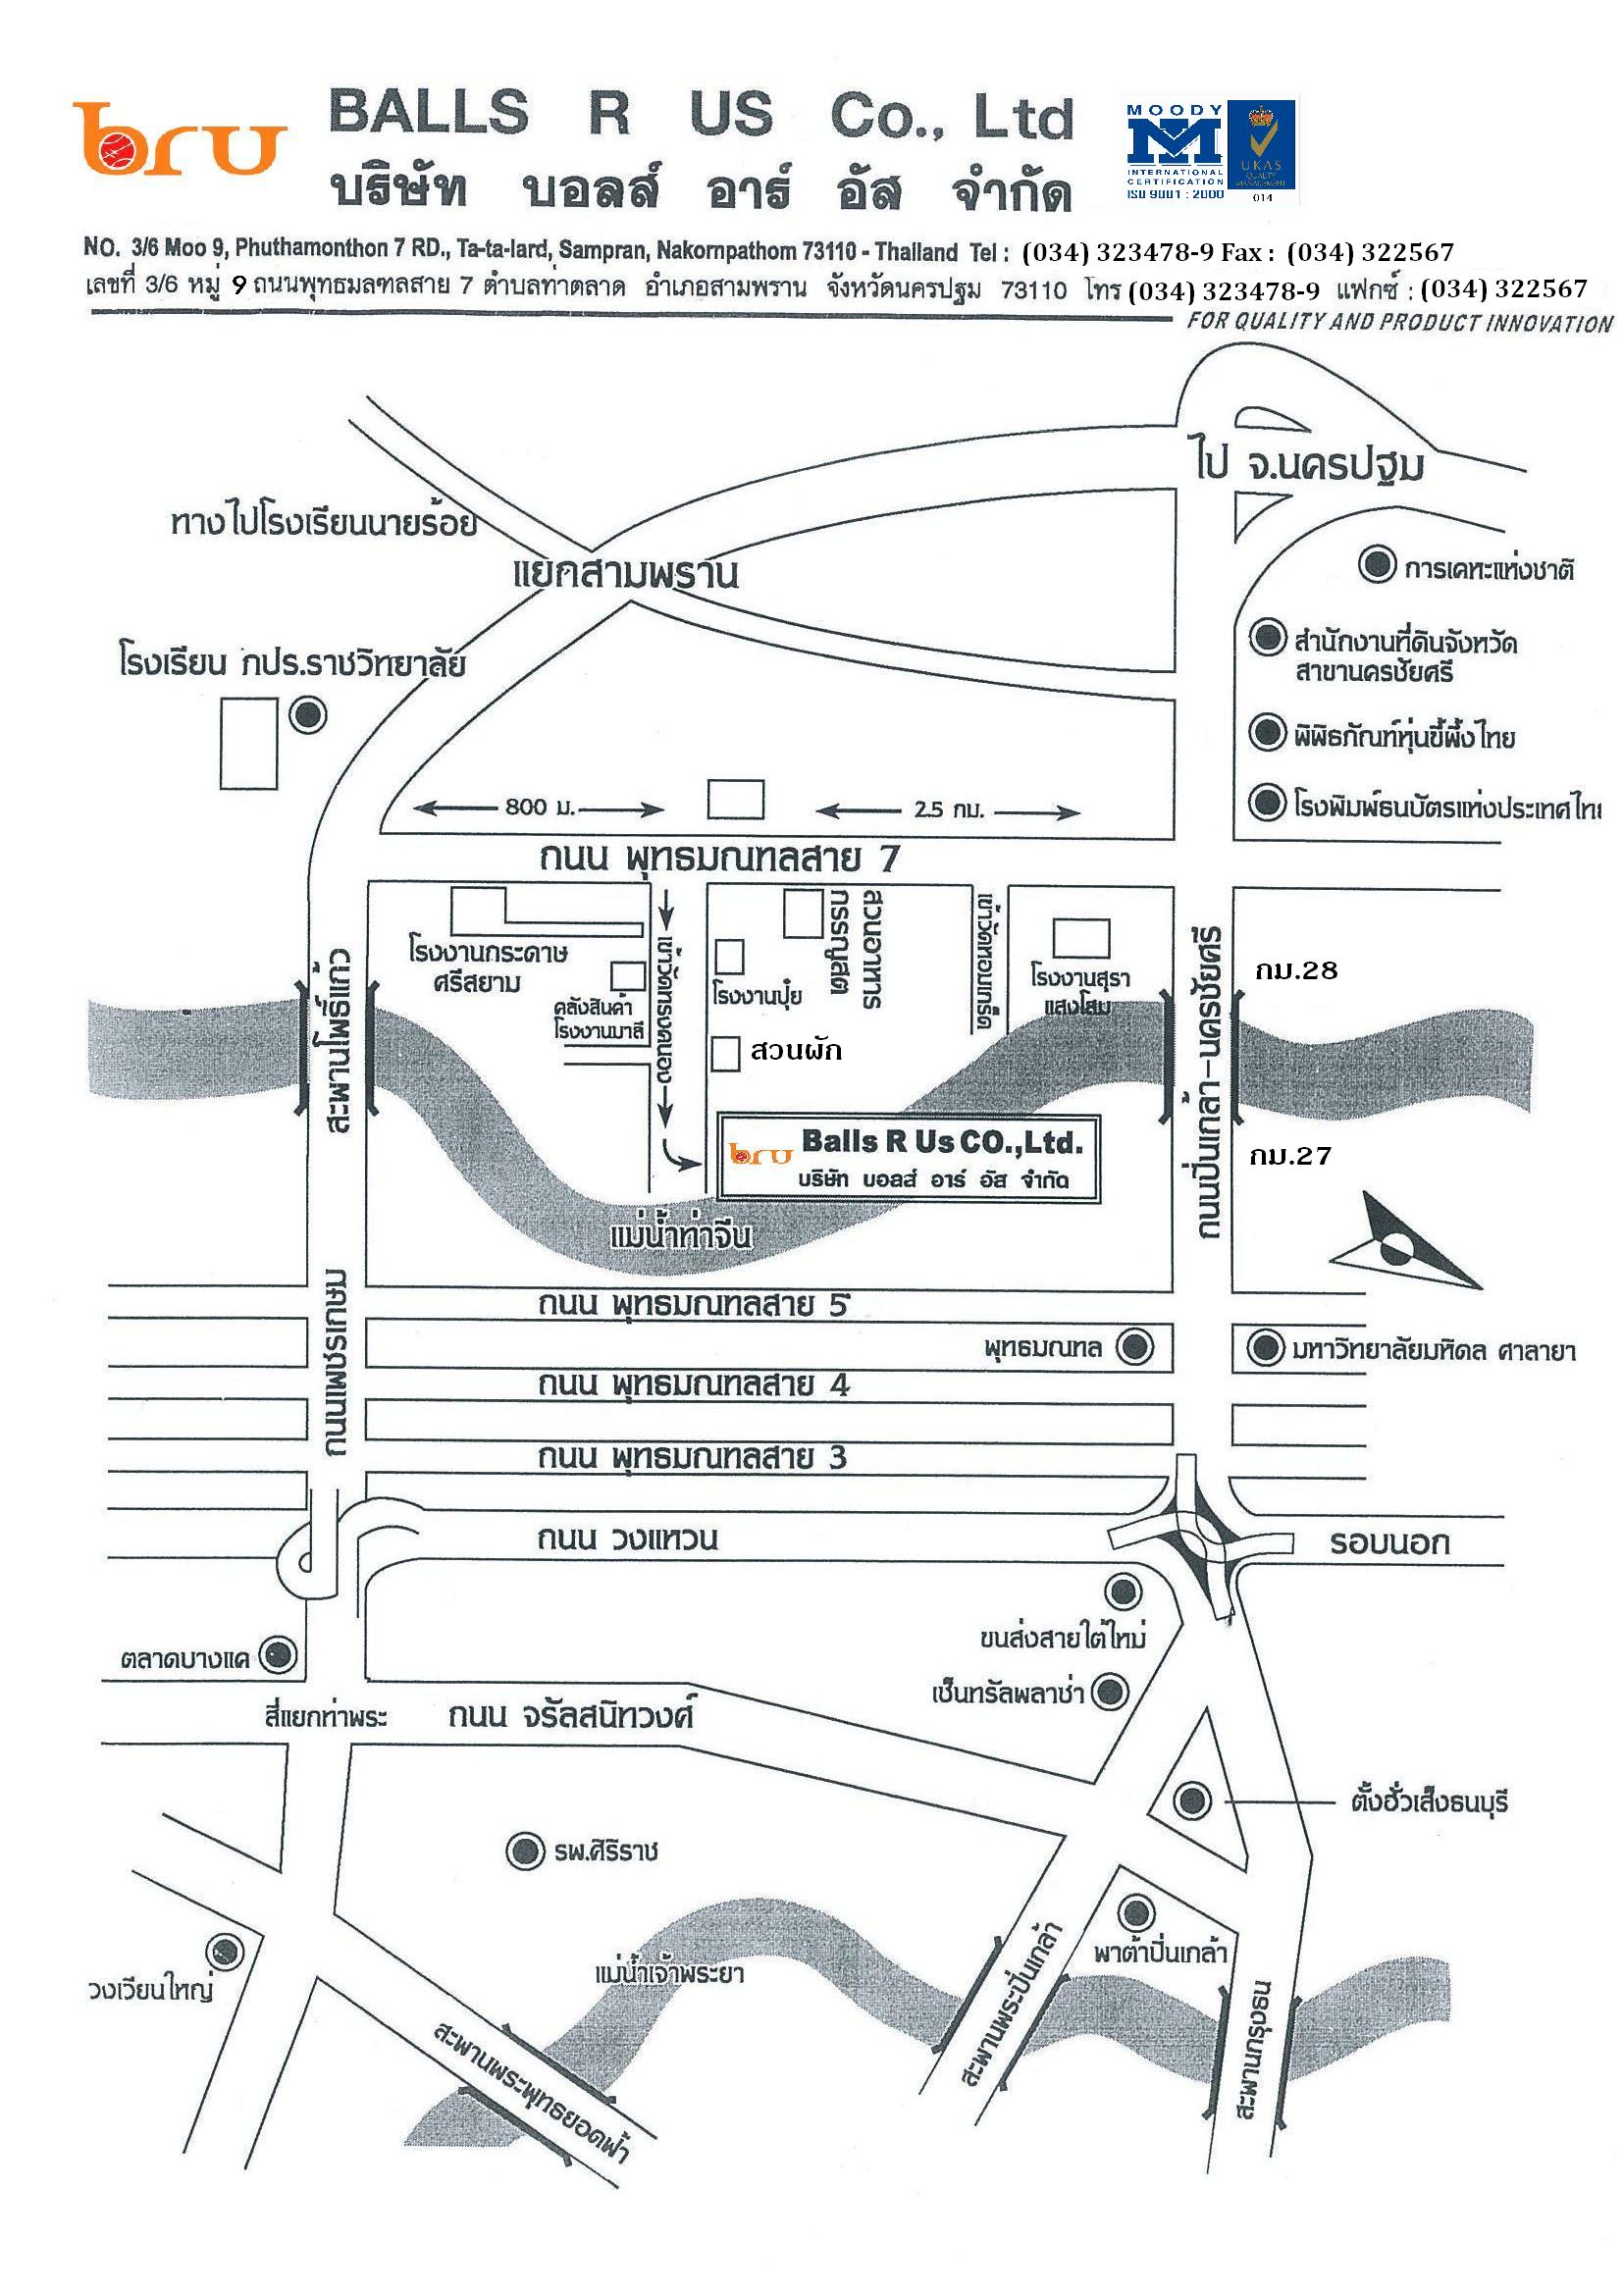 bru
BALLS R US Co., Ltd
บริษัท บอลส์ อาร์ อัส จำกัด
MOODY
INTERNATIONAL
CERTIFICATION
ISO 9001 : 2000
UKAS
QUALITY
MANAGEMENT
014
NO. 3/6 Moo 9, Phuthamonthon 7 RD., Ta-ta-lard, Sampran, Nakornpathom 73110 - Thailand Tel : (034) 323478-9 Fax : (034) 322567
เลขที่ 3/6 หมู่ 9 ถนนพุทธมลฑลสาย 7 ตำบลท่าตลาด อำเภอสามพราน จังหวัดนครปฐม 73110 โทร (034) 323478-9 แฟกซ์ : (034) 322567
FOR QUALITY AND PRODUCT INNOVATION
ไป จ.นครปฐม
ทางไปโรงเรียนนายร้อย
แยกสามพราน
การเคหะแห่งชาติ
สำนักงานที่ดินจังหวัด
สาขานครชัยศรี
โรงเรียน ภปร.ราชวิทยาลัย
พิพิธภัณฑ์หุ่นขี้ผึ้งไทย
โรงพิมพ์ธนบัตรแห่งประเทศไทย
800 ม.
2.5 กม.
ถนน พุทธมณฑลสาย 7
โรงงานกระดาษ
ศรีสยาม
คลังสินค้า
โรงงานมาลี
เข้าวัดทรงคนอง
โรงงานปุ๋ย
สวนอาหาร
กรรณสูต
เข้าวัดหอมเกร็ด
โรงงานสุรา
แสงโสม
สวนผัก
สะพานโพธิ์แก้ว
ถนนปิ่นเกล้า-นครชัยศรี
กม.28
กม.27
bru Balls R Us CO.,Ltd.
บริษัท บอลส์ อาร์ อัส จำกัด
แม่น้ำท่าจีน
ถนนเพชรเกษม
ถนน พุทธมณฑลสาย 5
พุทธมณฑล
มหาวิทยาลัยมหิดล ศาลายา
ถนน พุทธมณฑลสาย 4
ถนน พุทธมณฑลสาย 3
ถนน วงแหวน
รอบนอก
ขนส่งสายใต้ใหม่
ตลาดบางแค
เซ็นทรัลพลาซ่า
สี่แยกท่าพระ
ถนน จรัลสนิทวงศ์
ตั้งฮั่วเส็งธนบุรี
รพ.ศิริราช
พาต้าปิ่นเกล้า
วงเวียนใหญ่
แม่น้ำเจ้าพระยา
สะพานพระพุทธยอดฟ้า
สะพานพระปิ่นเกล้า
สะพานกรุงธน